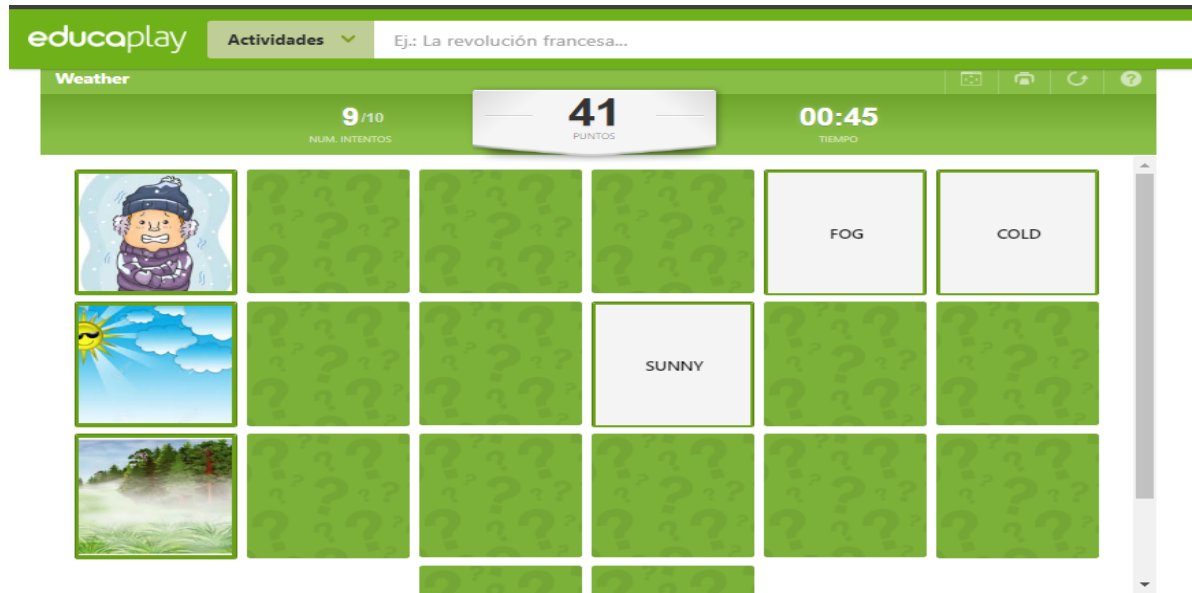 educaplay Actividades Ej.: La revolución francesa...
Weather
9/10 41 00:45
NUM. INTENTOS PUNTOS TIEMPO
FOG COLD
SUNNY